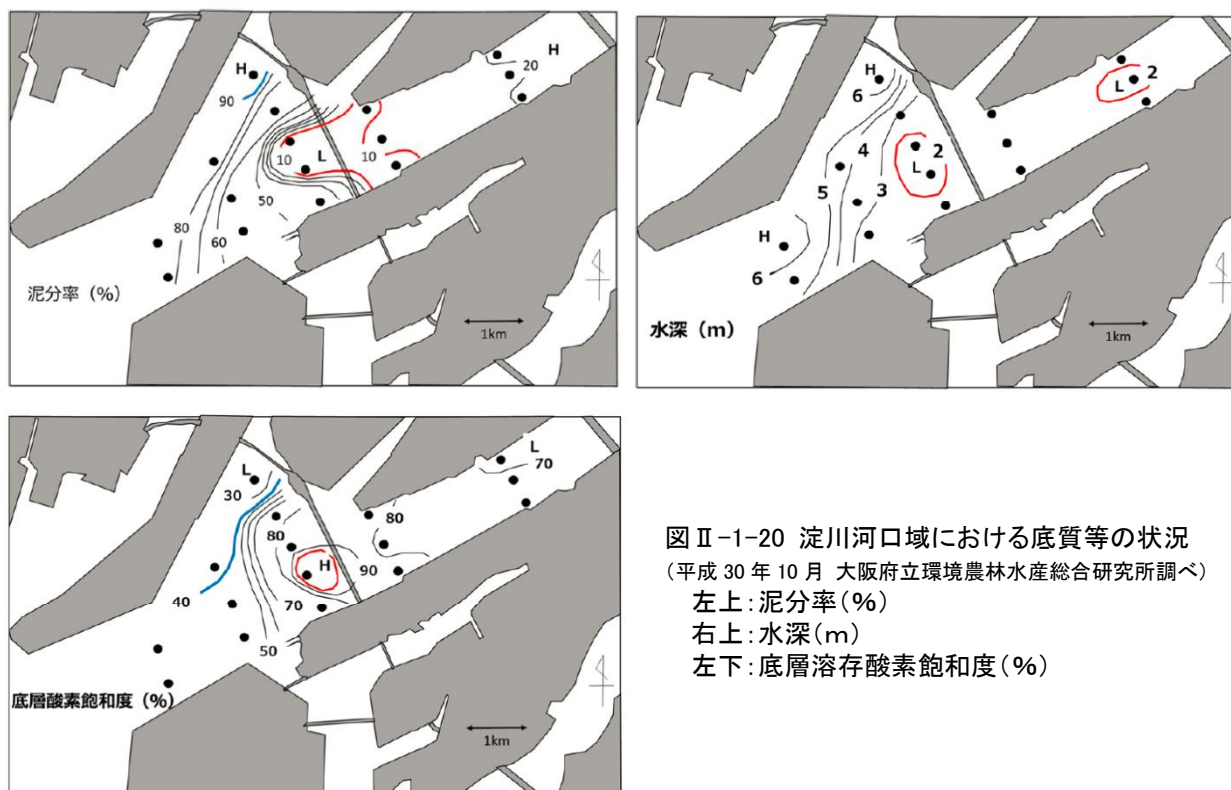 H
90
80
60
50
10
L
10
20
H
泥分率（%）
1km
H
6
5
4
3
2
L
L
2
H
6
水深（m）
1km
L
30
40
50
70
80
H
90
80
L
70
底層酸素飽和度（%）
1km
図Ⅱ-1-20 淀川河口域における底質等の状況
（平成 30 年 10 月 大阪府立環境農林水産総合研究所調べ）
左上：泥分率（%）
右上：水深（m）
左下：底層溶存酸素飽和度（%）